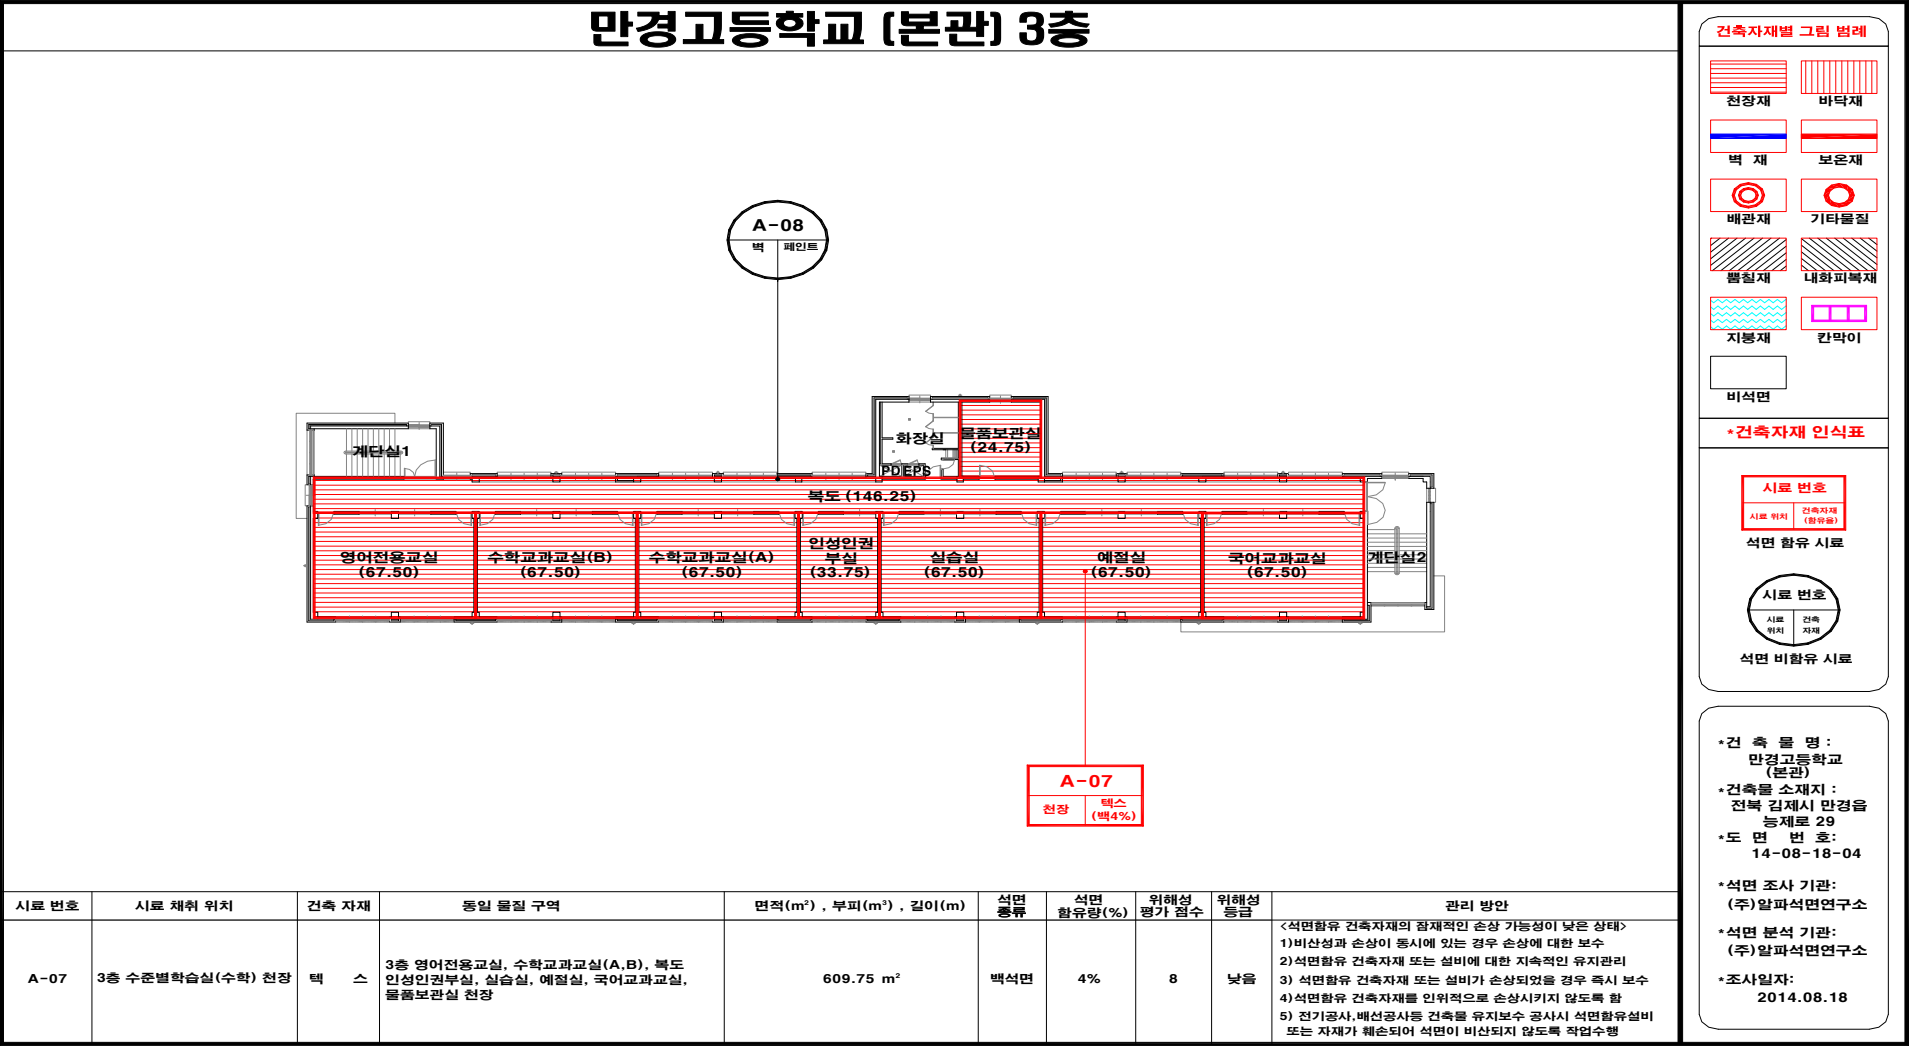 만경고등학교 (본관) 3층
A-08
벽 페인트
계단실1
화장실
PD EPS
물품보관실
(24.75)
복도 (146.25)
영어전용교실
(67.50)
수학교과교실(B)
(67.50)
수학교과교실(A)
(67.50)
인성인권
부실
(33.75)
실습실
(67.50)
예절실
(67.50)
국어교과교실
(67.50)
계단실2
A-07
천장 텍스
(백4%)
시료 번호 시료 채취 위치 건축 자재 동일 물질 구역 면적(m²) , 부피(m³) , 길이(m) 석면 종류 석면 함유량(%) 위해성 평가 점수 위해성 등급 관리 방안
A-07 3층 수준별학습실(수학) 천장 텍 스
3층 영어전용교실, 수학교과교실(A,B), 복도
인성인권부실, 실습실, 예절실, 국어교과교실,
물품보관실 천장
609.75 m² 백석면 4% 8 낮음
<석면함유 건축자재의 잠재적인 손상 가능성이 낮은 상태>
1)비산성과 손상이 동시에 있는 경우 손상에 대한 보수
2)석면함유 건축자재 또는 설비에 대한 지속적인 유지관리
3) 석면함유 건축자재 또는 설비가 손상되었을 경우 즉시 보수
4)석면함유 건축자재를 인위적으로 손상시키지 않도록 함
5) 전기공사,배선공사등 건축물 유지보수 공사시 석면함유설비
또는 자재가 훼손되어 석면이 비산되지 않도록 작업수행
건축자재별 그림 범례
천장재 바닥재
벽 재 보온재
배관재 기타물질
뿜칠재 내화피복재
지붕재 칸막이
비석면
*건축자재 인식표
시료 번호
시료 위치 건축자재
(함유율)
석면 함유 시료
시료 번호
시료 건축
위치 자재
석면 비함유 시료
*건 축 물 명 :
만경고등학교
(본관)
*건축물 소재지 :
전북 김제시 만경읍
능제로 29
*도 면 번 호:
14-08-18-04
*석면 조사 기관:
(주)알파석면연구소
*석면 분석 기관:
(주)알파석면연구소
*조사일자:
2014.08.18